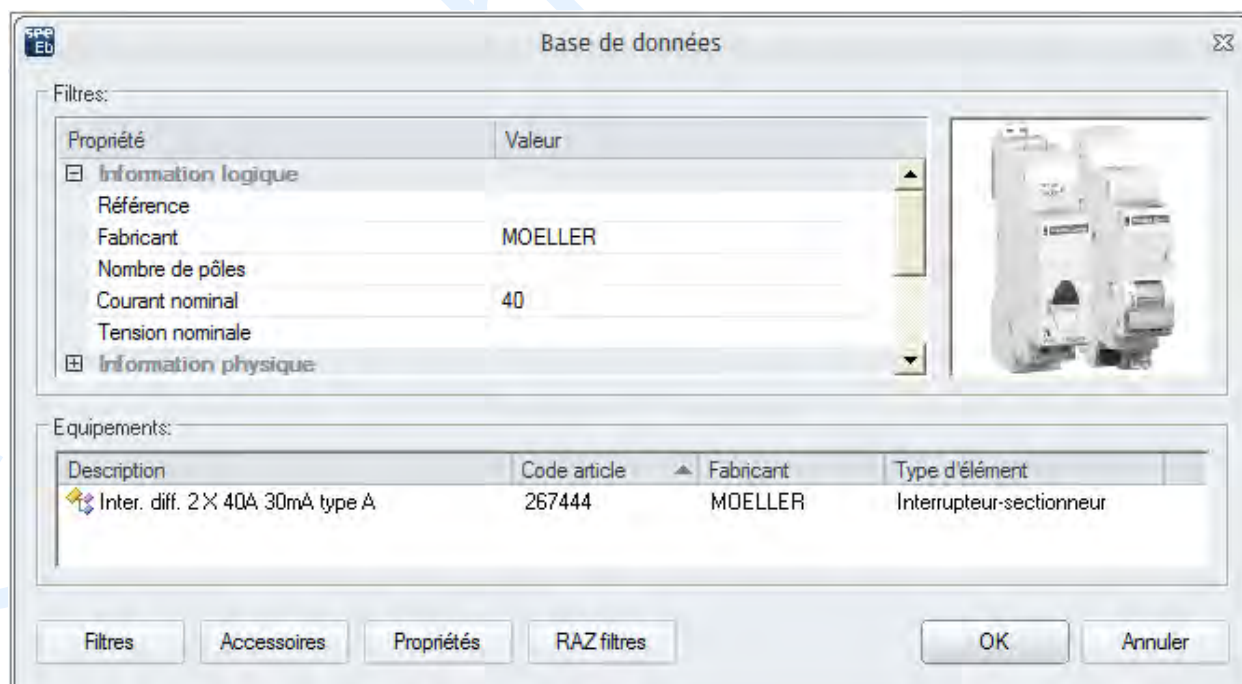 spe
Eb
Base de données
Filtres:
Propriété Valeur
Information logique
Référence
Fabricant MOELLER
Nombre de pôles
Courant nominal 40
Tension nominale
Information physique
Equipements:
Description Code article Fabricant Type d'élément
Inter. diff. 2 X 40A 30mA type A 267444 MOELLER Interrupteur-sectionneur
Filtres Accessoires Propriétés RAZ filtres OK Annuler